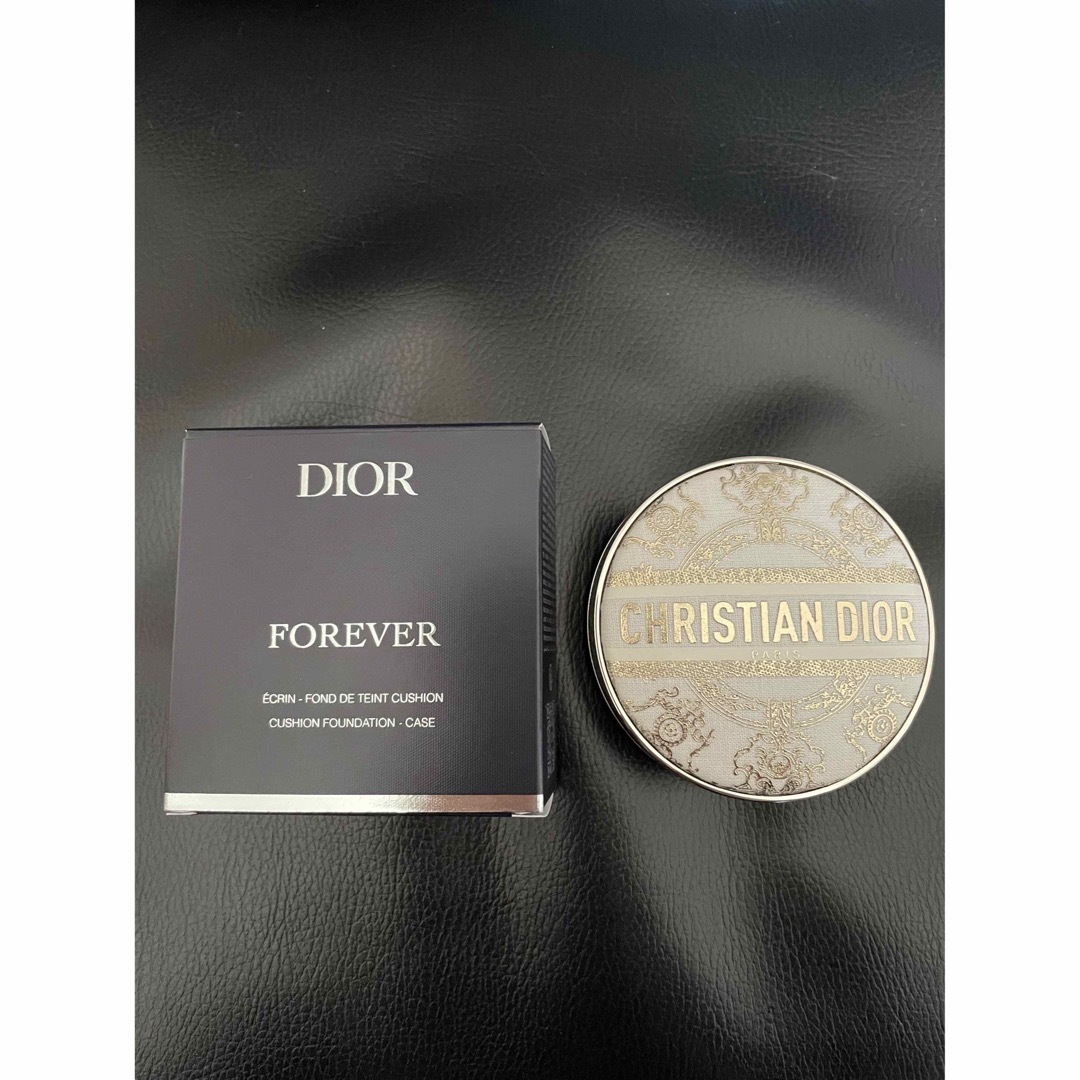 DIOR
FOREVER
ÉCRIN - FOND DE TEINT CUSHION
CUSHION FOUNDATION - CASE
CHRISTIAN DIOR
PARIS